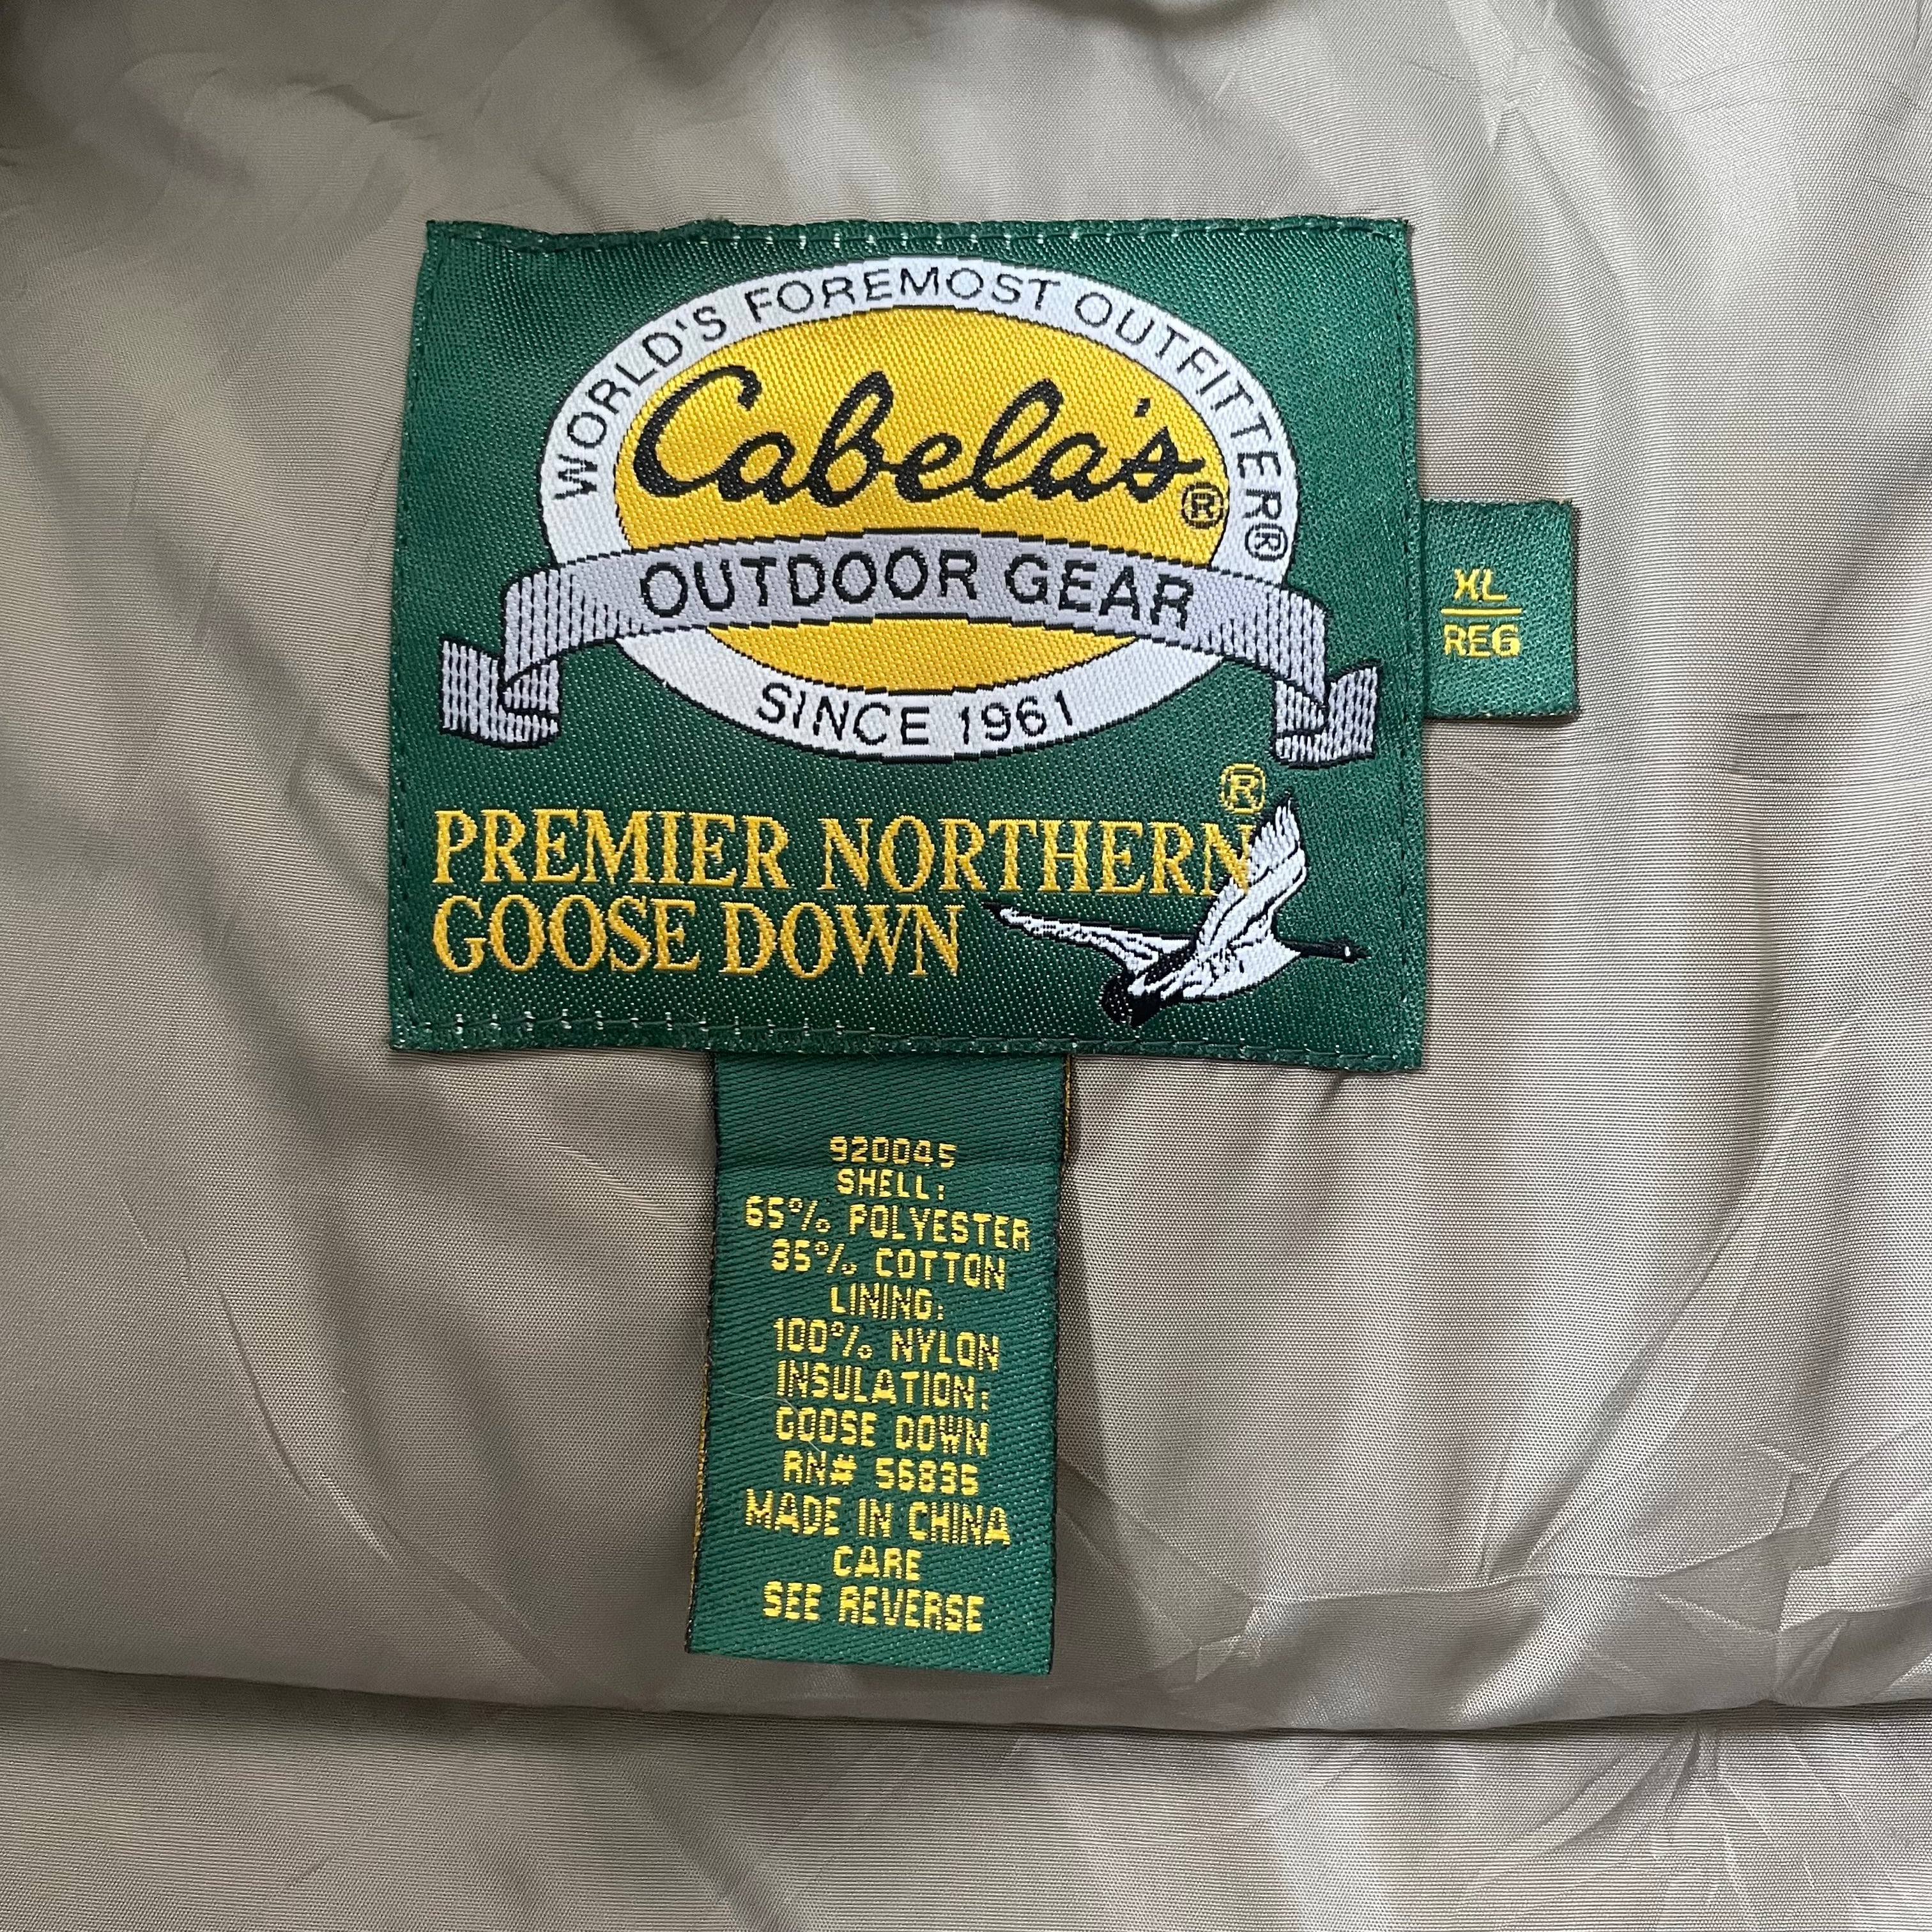 WORLD'S FOREMOST OUTFITTER®
Cabela's®
OUTDOOR GEAR
SINCE 1961
PREMIER NORTHERN®
GOOSE DOWN
XL
REG
920045
SHELL:
65% POLYESTER
35% COTTON
LINING:
100% NYLON
INSULATION:
GOOSE DOWN
RN# 56835
MADE IN CHINA
CARE
SEE REVERSE